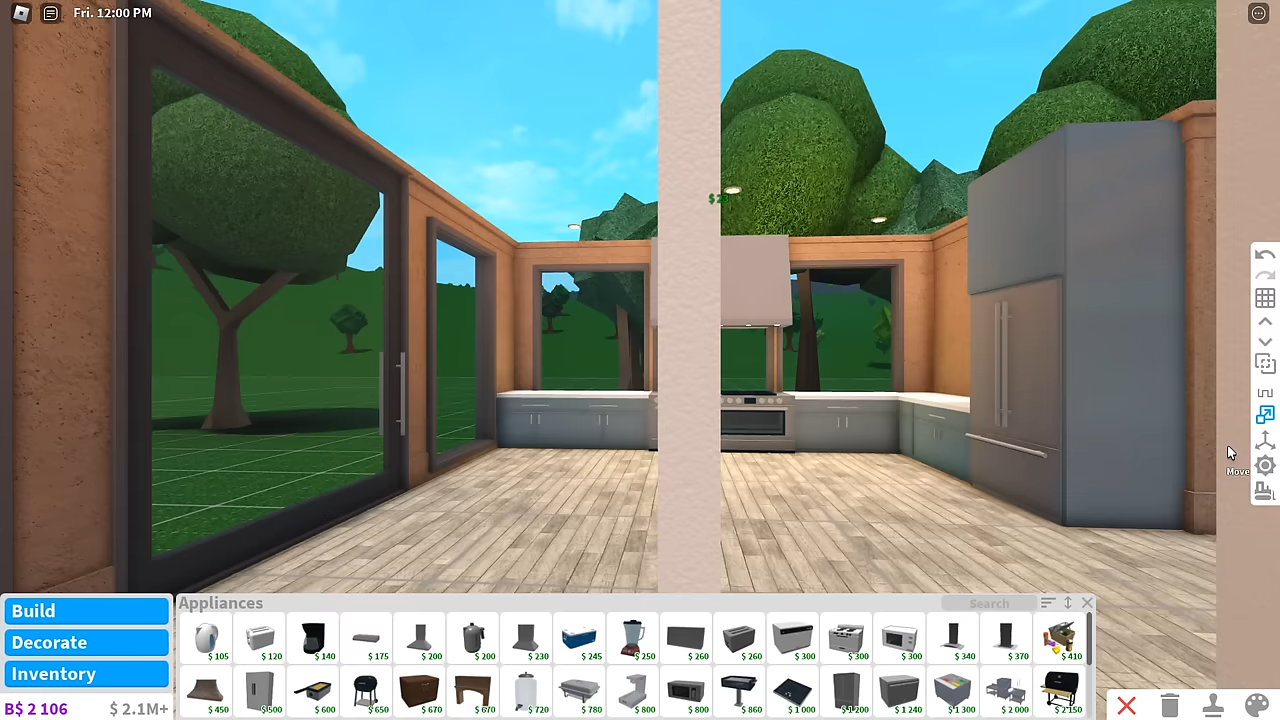 Fri. 12:00 PM
Move
Build
Decorate
Inventory
B$ 2 106
$ 2.1M+
Appliances
Search
$ 105
$ 120
$ 140
$ 175
$ 200
$ 200
$ 230
$ 245
$ 250
$ 260
$ 260
$ 300
$ 300
$ 300
$ 340
$ 370
$ 410
$ 450
$ 500
$ 600
$ 650
$ 670
$ 670
$ 720
$ 780
$ 800
$ 800
$ 860
$ 1 000
$ 1 200
$ 1 240
$ 1 300
$ 2 000
$ 2 150